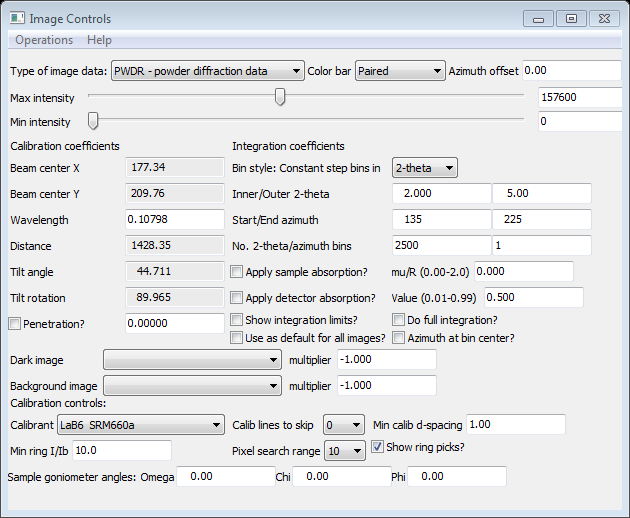 Image Controls
Operations Help
Type of image data: PWDR - powder diffraction data Color bar Paired Azimuth offset 0.00
Max intensity 157600
Min intensity 0
Calibration coefficients Integration coefficients
Beam center X 177.34 Bin style: Constant step bins in 2-theta
Beam center Y 209.76 Inner/Outer 2-theta 2.000 5.00
Wavelength 0.10798 Start/End azimuth 135 225
Distance 1428.35 No. 2-theta/azimuth bins 2500 1
Tilt angle 44.711 Apply sample absorption? mu/R (0.00-2.0) 0.000
Tilt rotation 89.965 Apply detector absorption? Value (0.01-0.99) 0.500
Penetration? 0.00000 Show integration limits? Do full integration?
Use as default for all images? Azimuth at bin center?
Dark image multiplier -1.000
Background image multiplier -1.000
Calibration controls:
Calibrant LaB6 SRM660a Calib lines to skip 0 Min calib d-spacing 1.00
Min ring I/Ib 10.0 Pixel search range 10 Show ring picks?
Sample goniometer angles: Omega 0.00 Chi 0.00 Phi 0.00